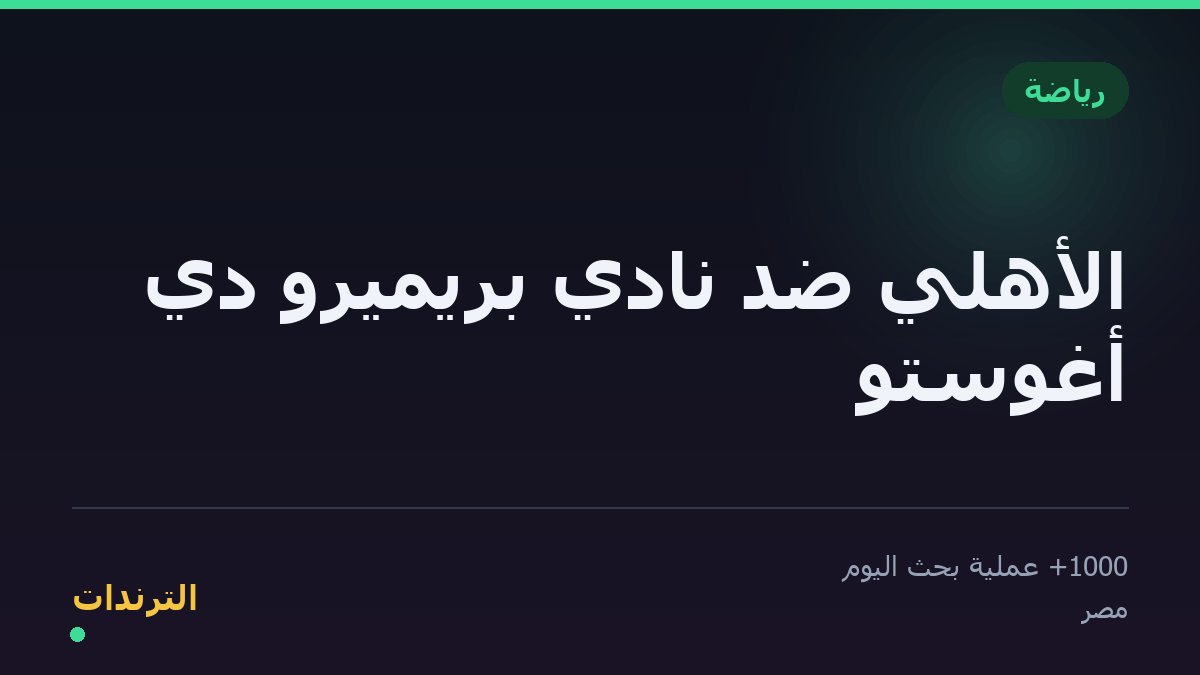 رياضة
الأهلي ضد نادي بريميرو دي
أغوستو
1000+ عملية بحث اليوم
مصر
الترندات